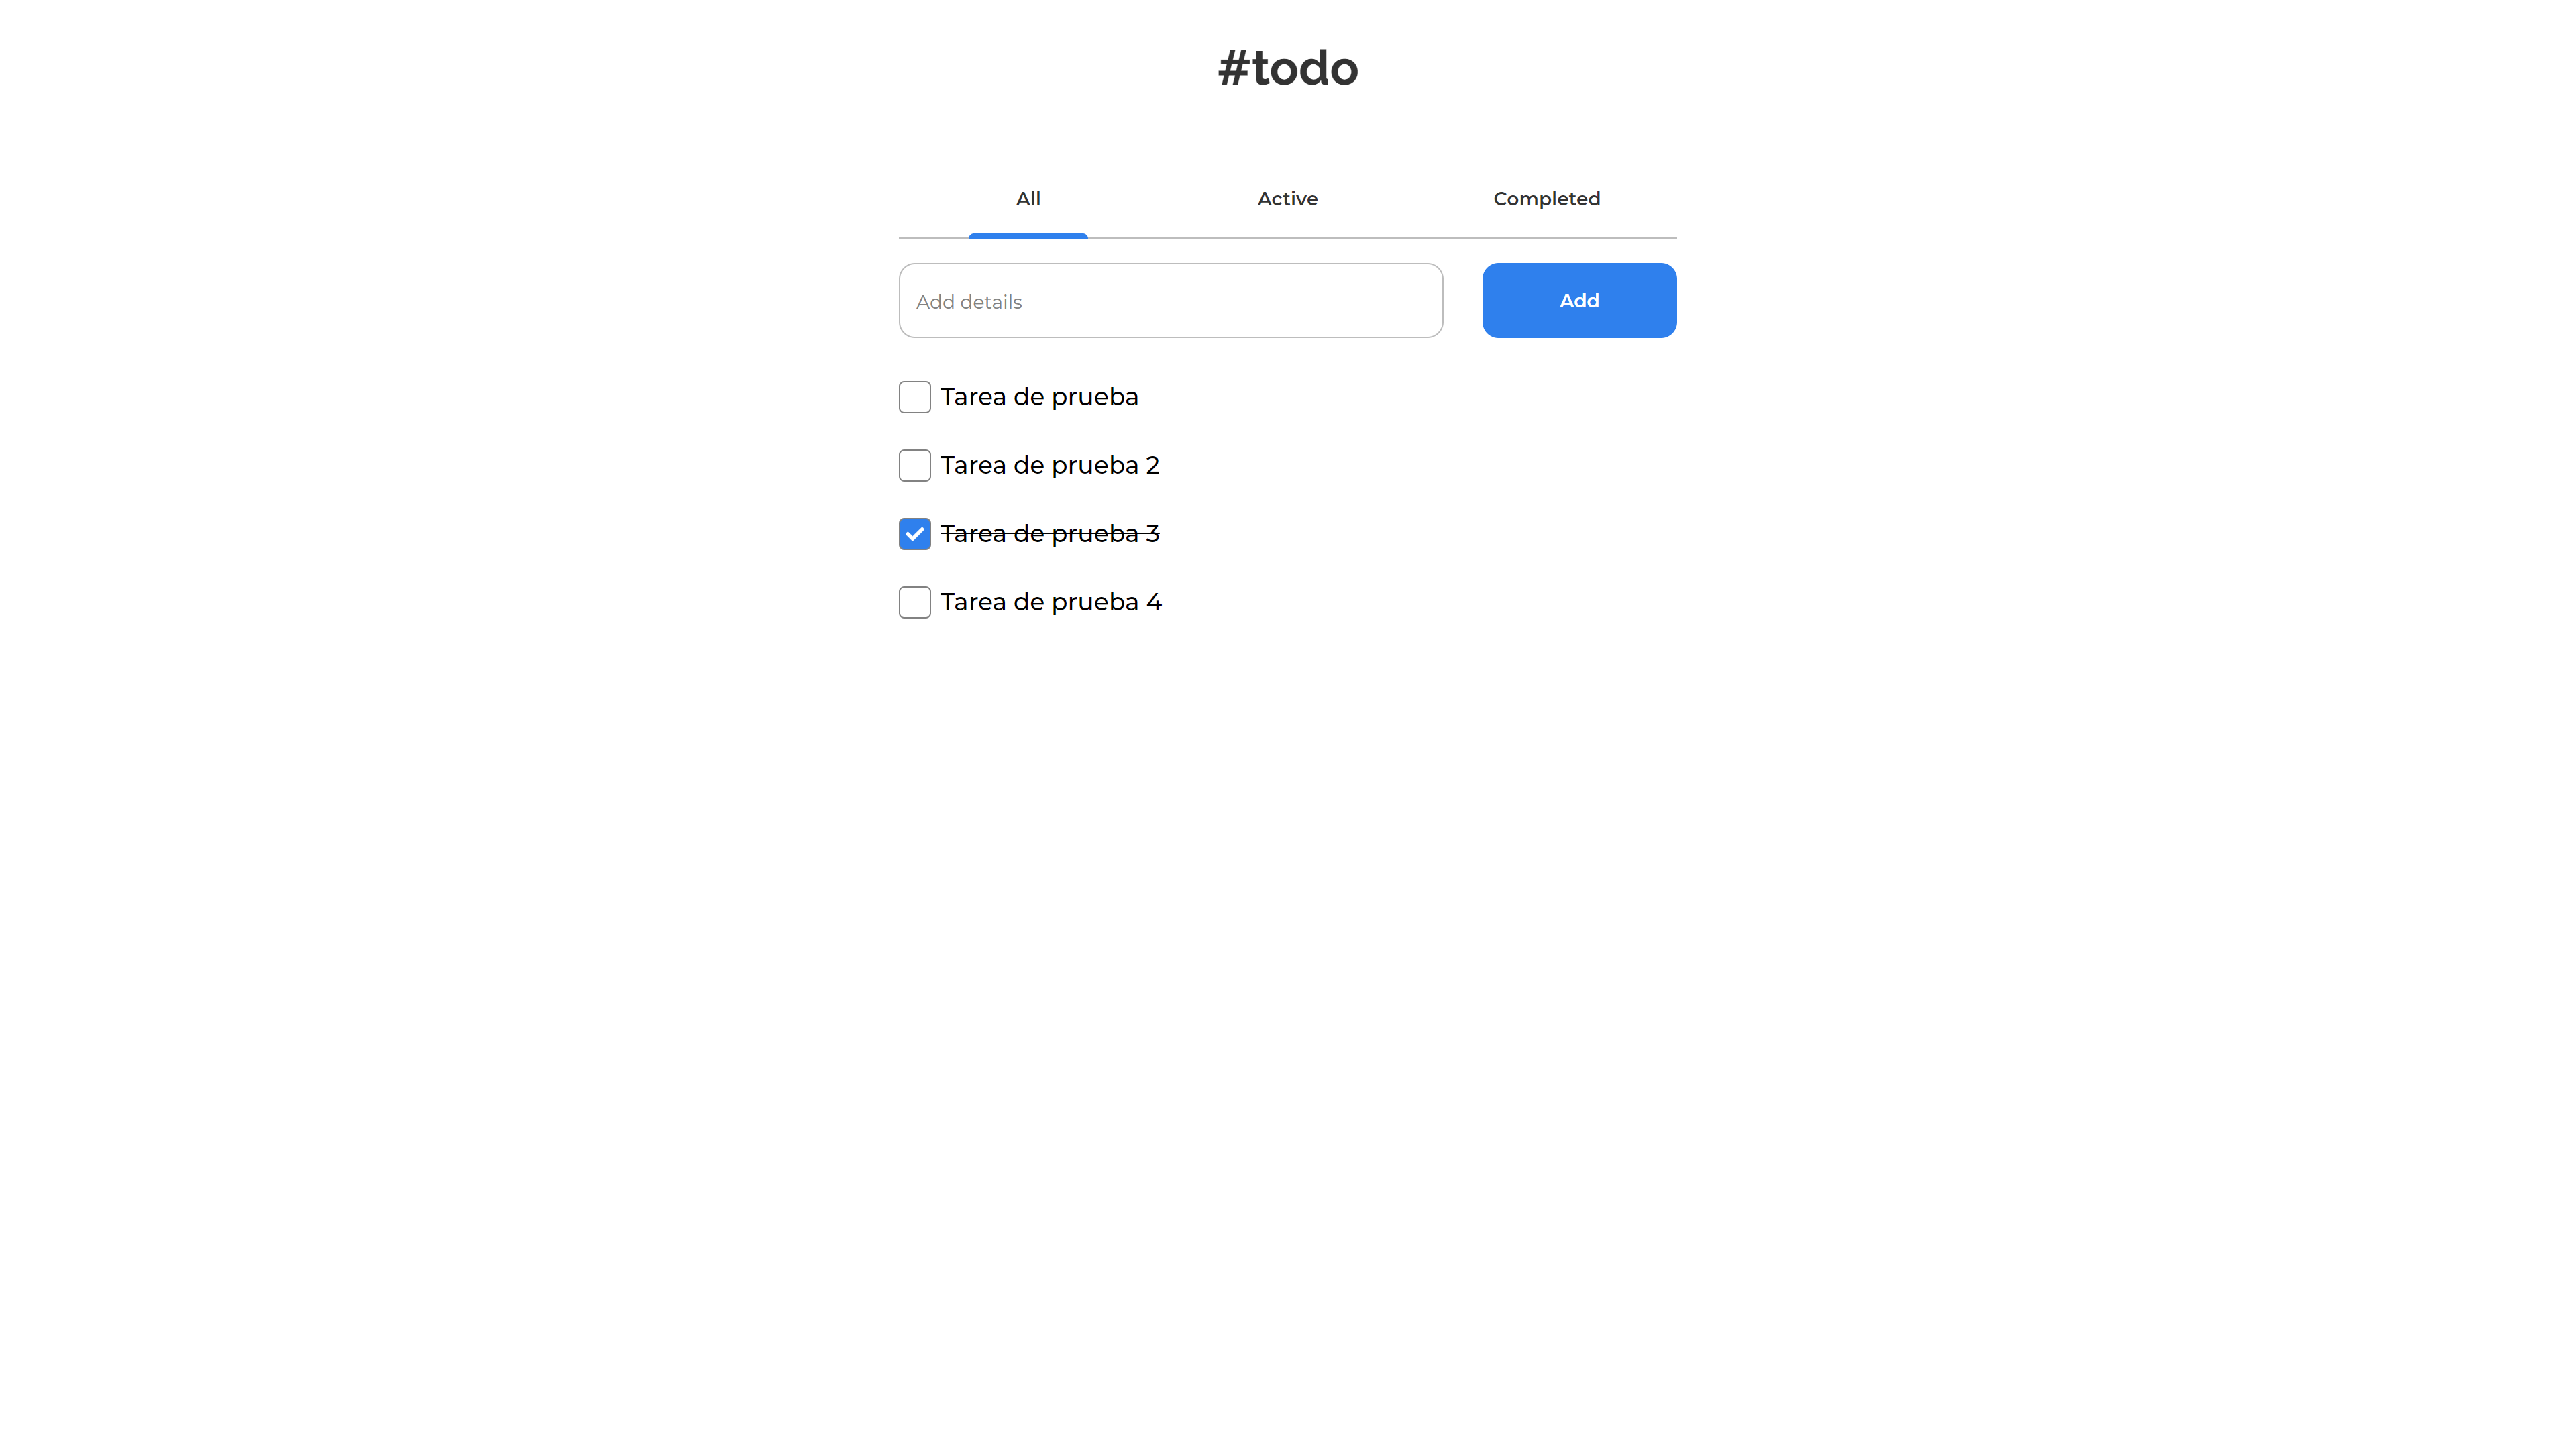 #todo
All Active Completed
Add details Add
Tarea de prueba
Tarea de prueba 2
Tarea de prueba 3
Tarea de prueba 4